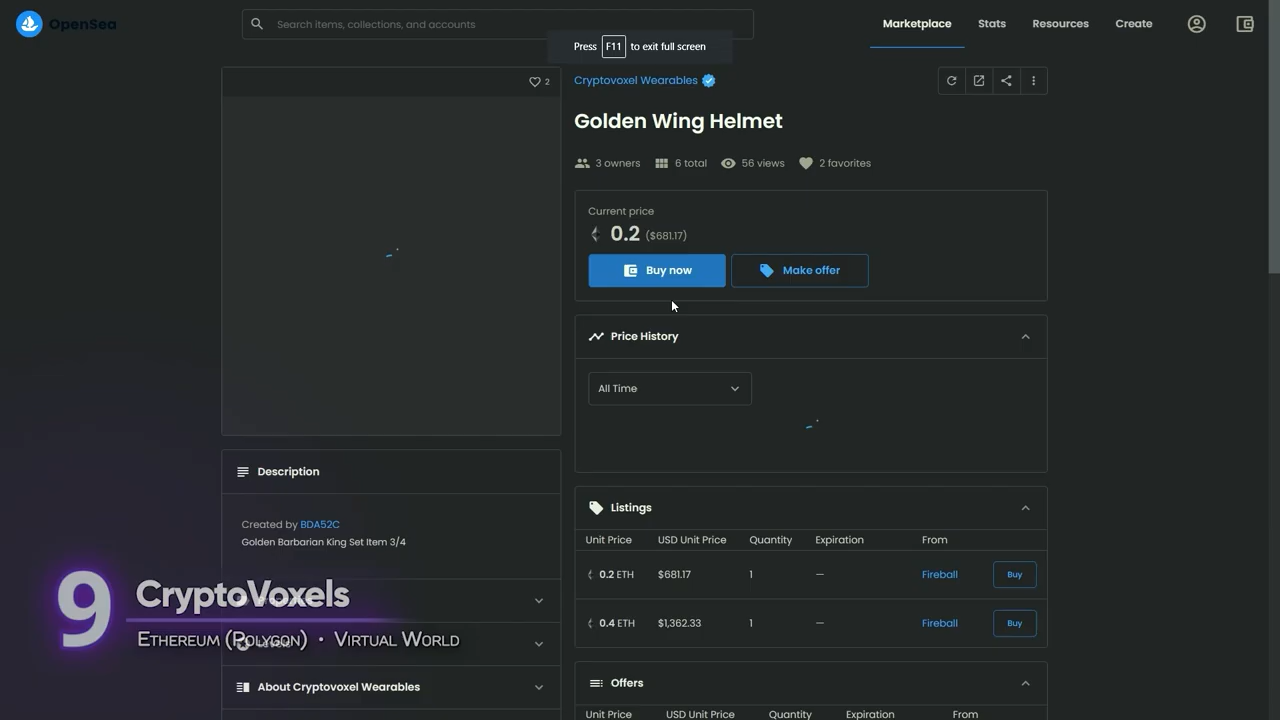 OpenSea
Search items, collections, and accounts
Marketplace
Stats
Resources
Create
Press F11 to exit full screen
2
Cryptovoxel Wearables
Golden Wing Helmet
3 owners
6 total
56 views
2 favorites
Current price
0.2 ($681.17)
Buy now
Make offer
Price History
All Time
Description
Created by BDA52C
Golden Barbarian King Set Item 3/4
Listings
Unit Price USD Unit Price Quantity Expiration From
0.2 ETH $681.17 1 — Fireball Buy
0.4 ETH $1,362.33 1 — Fireball Buy
9 CryptoVoxels
Ethereum (Polygon) • Virtual World
About Cryptovoxel Wearables
Offers
Unit Price USD Unit Price Quantity Expiration From